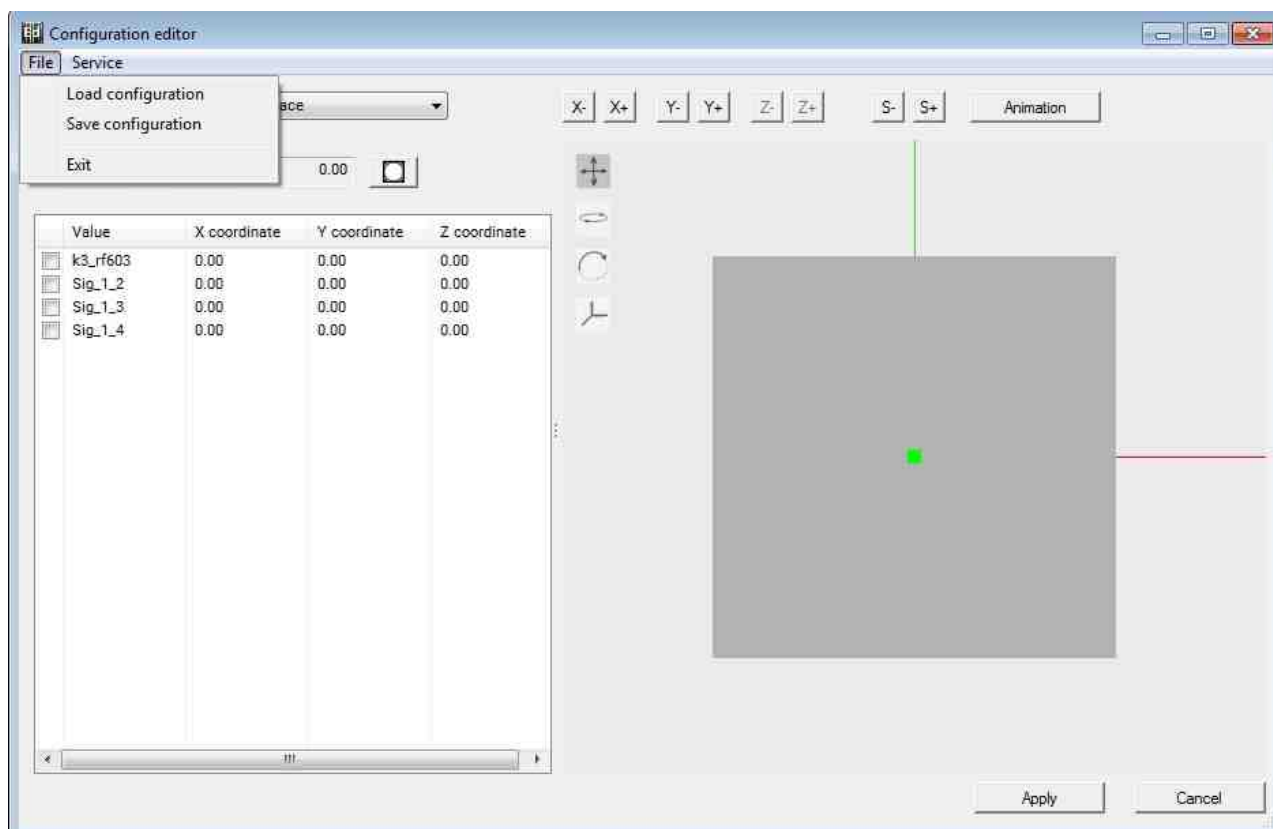 Configuration editor
File Service
Load configuration
Save configuration
Exit
ace
X- X+ Y- Y+ Z- Z+ S- S+ Animation
0.00
Value X coordinate Y coordinate Z coordinate
k3_rf603 0.00 0.00 0.00
Sig_1_2 0.00 0.00 0.00
Sig_1_3 0.00 0.00 0.00
Sig_1_4 0.00 0.00 0.00
Apply Cancel